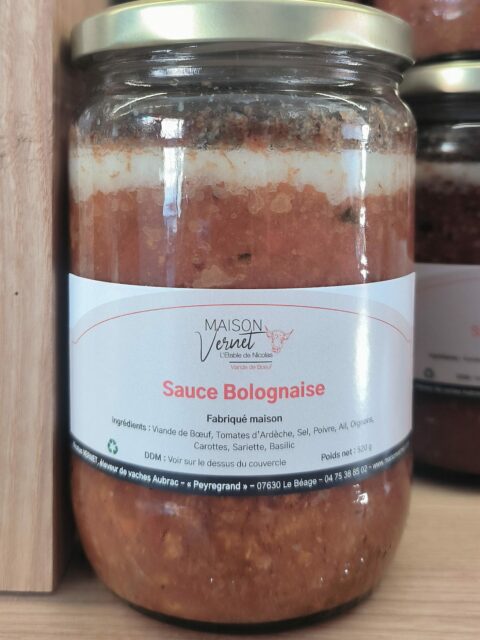 MAISON
Vernet
L'Etable de Nicolas
Viande de Bœuf
Sauce Bolognaise
Fabriqué maison
Ingrédients : Viande de Bœuf, Tomates d'Ardèche, Sel, Poivre, Ail, Oignons,
Carottes, Sariette, Basilic
DDM : Voir sur le dessus du couvercle
Poids net : 520 g
VERNET, éleveur de vaches Aubrac – « Peyregrand » – 07630 Le Béage – 04 75 38 85 02 –